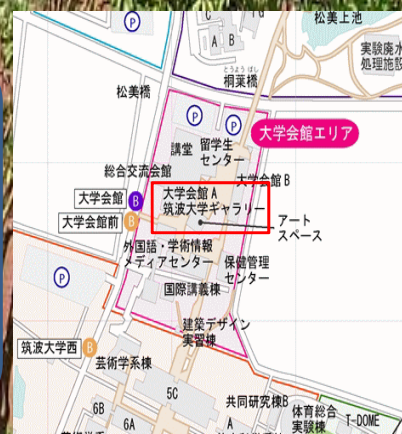 C
A
B
松美上池
実験廃水
処理施設
とうようばし
桐葉橋
松美橋
P
P
大学会館エリア
講堂
留学生
センター
総合交流会館
大学会館 B
大学会館
B
大学会館 A
筑波大学ギャラリー
大学会館前
B
アート
スペース
外国語・学術情報
メディアセンター
保健管理
センター
P
国際講義棟
建築デザイン
実習棟
筑波大学西
B
芸術学系棟
5C
共同研究棟B
6B
6A
A
体育総合
実験棟
T-DOME